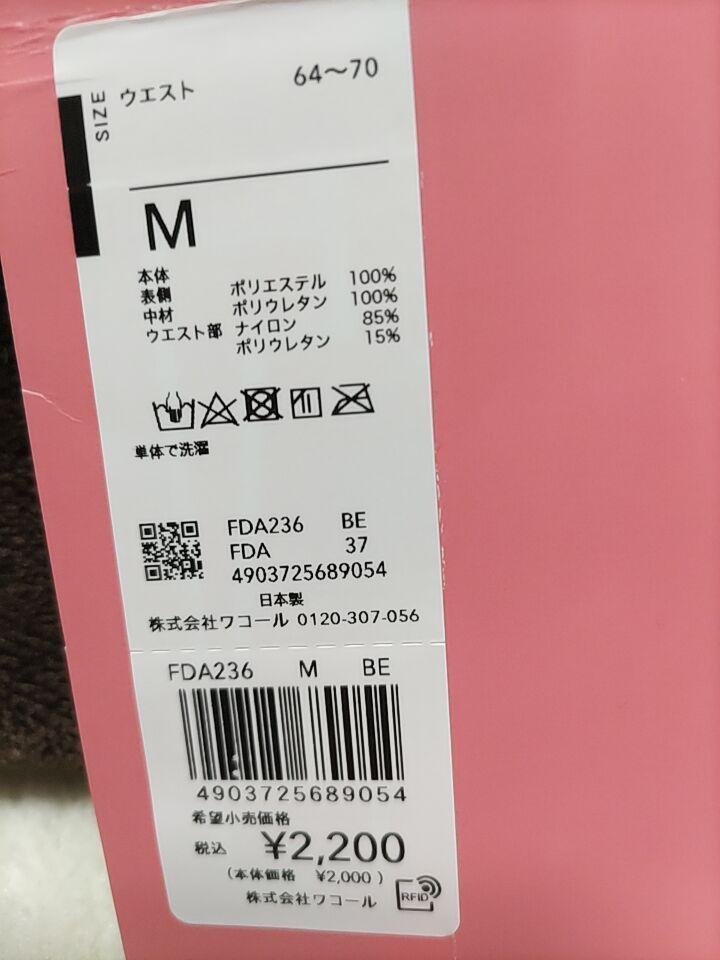 SIZE
ウエスト 64～70
M
本体
表側 ポリエステル 100%
中材 ポリウレタン 100%
ウエスト部 ナイロン 85%
ポリウレタン 15%
単体で洗濯
FDA236 BE
FDA 37
4903725689054
日本製
株式会社ワコール 0120-307-056
FDA236 M BE
4903725689054
希望小売価格
税込 ¥2,200
(本体価格 ¥2,000)
株式会社ワコール
RFID